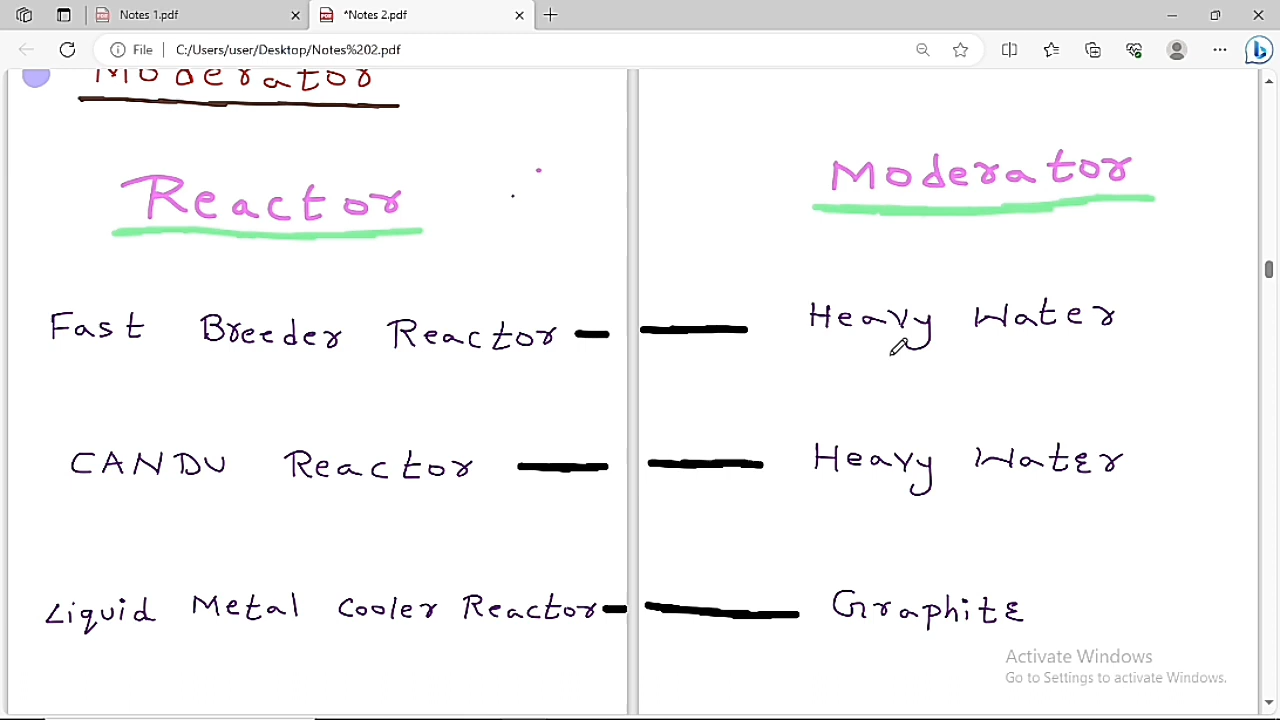 Notes 1.pdf
*Notes 2.pdf
File
C:/Users/user/Desktop/Notes%202.pdf
Moderator
Reactor
Moderator
Fast Breeder Reactor — Heavy Water
CANDU Reactor — Heavy Water
Liquid Metal Cooler Reactor — Graphite
Activate Windows
Go to Settings to activate Windows.